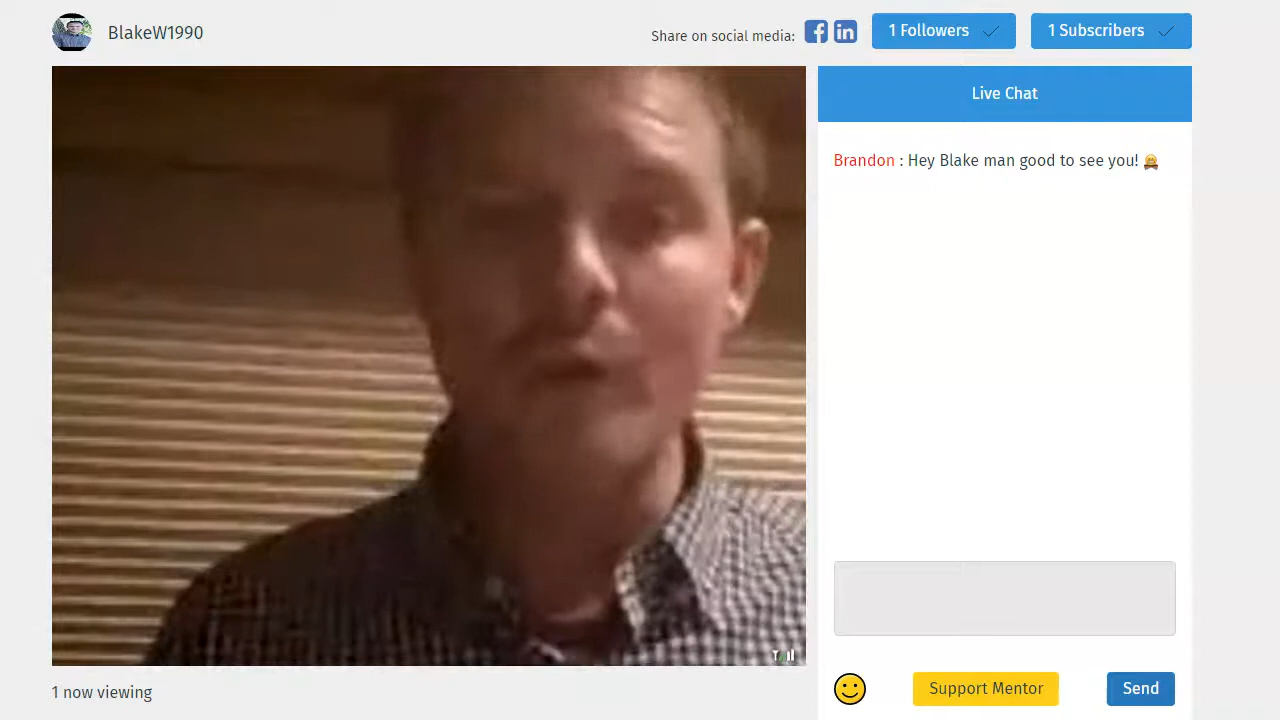 BlakeW1990
Share on social media:
1 Followers
1 Subscribers
Live Chat
Brandon : Hey Blake man good to see you!
Support Mentor
Send
1 now viewing